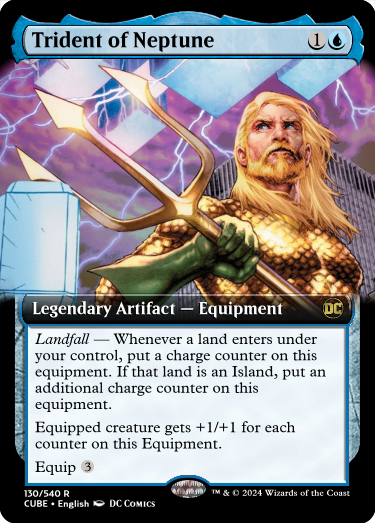 Trident of Neptune 1
Legendary Artifact — Equipment DC
Landfall — Whenever a land enters under
your control, put a charge counter on this
equipment. If that land is an Island, put an
additional charge counter on this
equipment.
Equipped creature gets +1/+1 for each
counter on this Equipment.
Equip 3
130/540 R
™ & © 2024 Wizards of the Coast
CUBE • English DC Comics